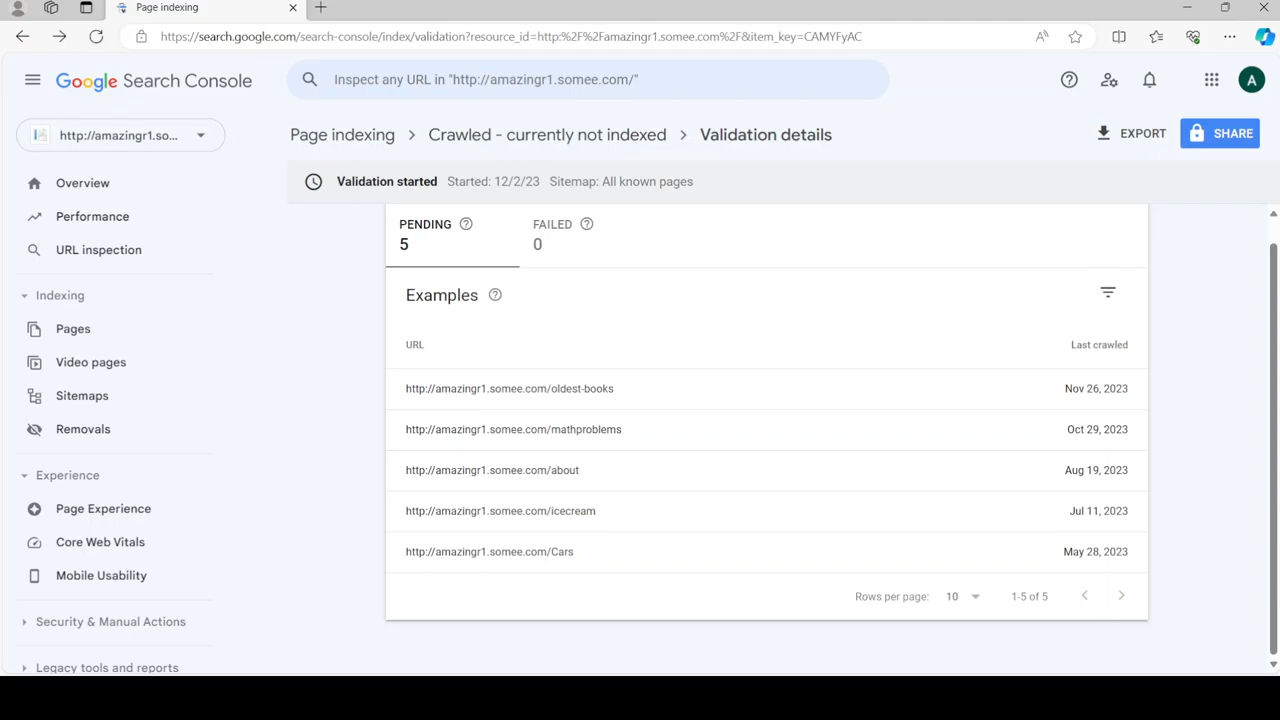 Page indexing
https://search.google.com/search-console/index/validation?resource_id=http:%2F%2Famazingr1.somee.com%2F&item_key=CAMYFyAC
Google Search Console
Inspect any URL in "http://amazingr1.somee.com/"
A
http://amazingr1.so...
Page indexing > Crawled - currently not indexed > Validation details
EXPORT
SHARE
Validation started Started: 12/2/23 Sitemap: All known pages
Overview
Performance
URL inspection
Indexing
Pages
Video pages
Sitemaps
Removals
Experience
Page Experience
Core Web Vitals
Mobile Usability
Security & Manual Actions
Legacy tools and reports
PENDING
5
FAILED
0
Examples
URL Last crawled
http://amazingr1.somee.com/oldest-books Nov 26, 2023
http://amazingr1.somee.com/mathproblems Oct 29, 2023
http://amazingr1.somee.com/about Aug 19, 2023
http://amazingr1.somee.com/icecream Jul 11, 2023
http://amazingr1.somee.com/Cars May 28, 2023
Rows per page: 10 1-5 of 5